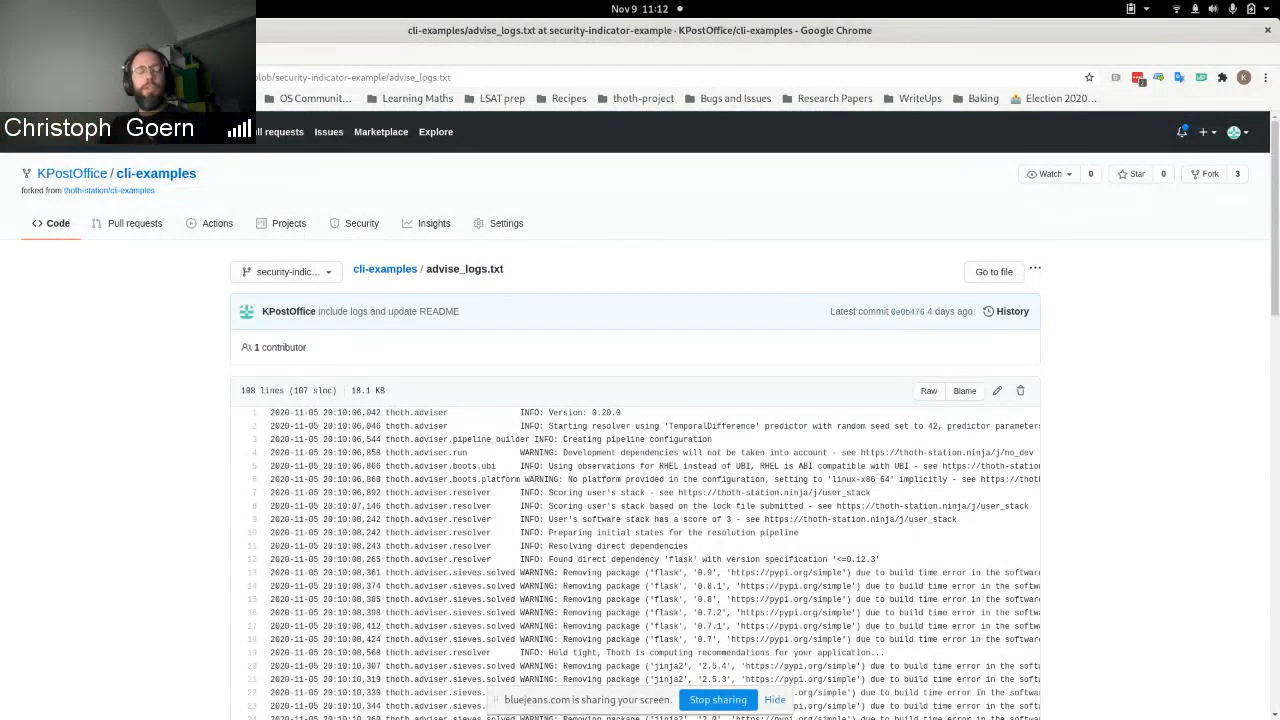 Nov 9 11:12
cli-examples/advise_logs.txt at security-indicator-example · KPostOffice/cli-examples - Google Chrome
lob/security-indicator-example/advise_logs.txt
OS Communit… Learning Maths LSAT prep Recipes thoth-project Bugs and Issues Research Papers WriteUps Baking Election 2020…
Christoph Goern
ull requests Issues Marketplace Explore
KPostOffice / cli-examples
Watch 0 Star 0 Fork 3
forked from thoth-station/cli-examples
Code Pull requests Actions Projects Security Insights Settings
security-indic… cli-examples / advise_logs.txt Go to file ...
KPostOffice include logs and update README Latest commit 0e0b476 4 days ago History
1 contributor
108 lines (107 sloc) 18.1 KB Raw Blame
1 2020-11-05 20:10:06,042 thoth.adviser INFO: Version: 0.20.0
2 2020-11-05 20:10:06,046 thoth.adviser INFO: Starting resolver using 'TemporalDifference' predictor with random seed set to 42, predictor parameters
3 2020-11-05 20:10:06,544 thoth.adviser.pipeline_builder INFO: Creating pipeline configuration
4 2020-11-05 20:10:06,858 thoth.adviser.run WARNING: Development dependencies will not be taken into account - see https://thoth-station.ninja/j/no_dev
5 2020-11-05 20:10:06,866 thoth.adviser.boots.ubi INFO: Using observations for RHEL instead of UBI, RHEL is ABI compatible with UBI - see https://thoth-station
6 2020-11-05 20:10:06,868 thoth.adviser.boots.platform WARNING: No platform provided in the configuration, setting to 'linux-x86_64' implicitly - see https://thot
7 2020-11-05 20:10:06,892 thoth.adviser.resolver INFO: Scoring user's stack - see https://thoth-station.ninja/j/user_stack
8 2020-11-05 20:10:07,146 thoth.adviser.resolver INFO: Scoring user's stack based on the lock file submitted - see https://thoth-station.ninja/j/user_stack
9 2020-11-05 20:10:08,242 thoth.adviser.resolver INFO: User's software stack has a score of 3 - see https://thoth-station.ninja/j/user_stack
10 2020-11-05 20:10:08,242 thoth.adviser.resolver INFO: Preparing initial states for the resolution pipeline
11 2020-11-05 20:10:08,243 thoth.adviser.resolver INFO: Resolving direct dependencies
12 2020-11-05 20:10:08,265 thoth.adviser.resolver INFO: Found direct dependency 'flask' with version specification '<=0.12.3'
13 2020-11-05 20:10:08,361 thoth.adviser.sieves.solved WARNING: Removing package ('flask', '0.9', 'https://pypi.org/simple') due to build time error in the softwar
14 2020-11-05 20:10:08,374 thoth.adviser.sieves.solved WARNING: Removing package ('flask', '0.8.1', 'https://pypi.org/simple') due to build time error in the softw
15 2020-11-05 20:10:08,385 thoth.adviser.sieves.solved WARNING: Removing package ('flask', '0.8', 'https://pypi.org/simple') due to build time error in the softwar
16 2020-11-05 20:10:08,398 thoth.adviser.sieves.solved WARNING: Removing package ('flask', '0.7.2', 'https://pypi.org/simple') due to build time error in the softw
17 2020-11-05 20:10:08,412 thoth.adviser.sieves.solved WARNING: Removing package ('flask', '0.7.1', 'https://pypi.org/simple') due to build time error in the softw
18 2020-11-05 20:10:08,424 thoth.adviser.sieves.solved WARNING: Removing package ('flask', '0.7', 'https://pypi.org/simple') due to build time error in the softwar
19 2020-11-05 20:10:08,568 thoth.adviser.resolver INFO: Hold tight, Thoth is computing recommendations for your application...
20 2020-11-05 20:10:10,307 thoth.adviser.sieves.solved WARNING: Removing package ('jinja2', '2.5.4', 'https://pypi.org/simple') due to build time error in the soft
21 2020-11-05 20:10:10,319 thoth.adviser.sieves.solved WARNING: Removing package ('jinja2', '2.5.3', 'https://pypi.org/simple') due to build time error in the soft
22 2020-11-05 20:10:10,330 thoth.adviser.sieves. pi.org/simple') due to build time error in the soft
23 2020-11-05 20:10:10,344 thoth.adviser.sieves. pi.org/simple') due to build time error in the soft
bluejeans.com is sharing your screen. Stop sharing Hide